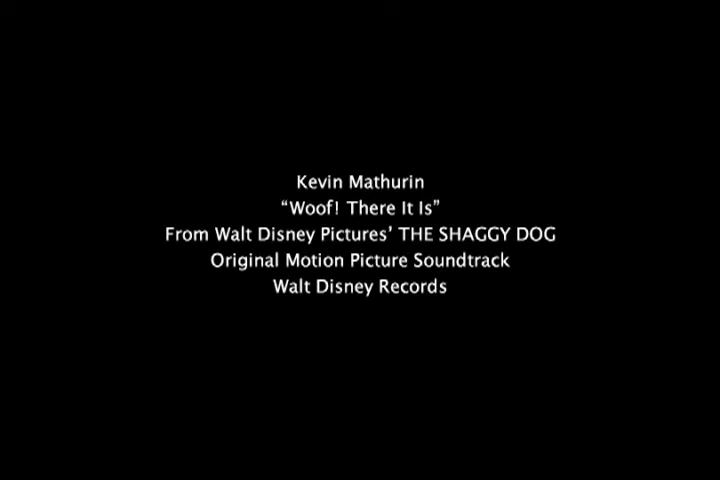 Kevin Mathurin
“Woof! There It Is”
From Walt Disney Pictures’ THE SHAGGY DOG
Original Motion Picture Soundtrack
Walt Disney Records